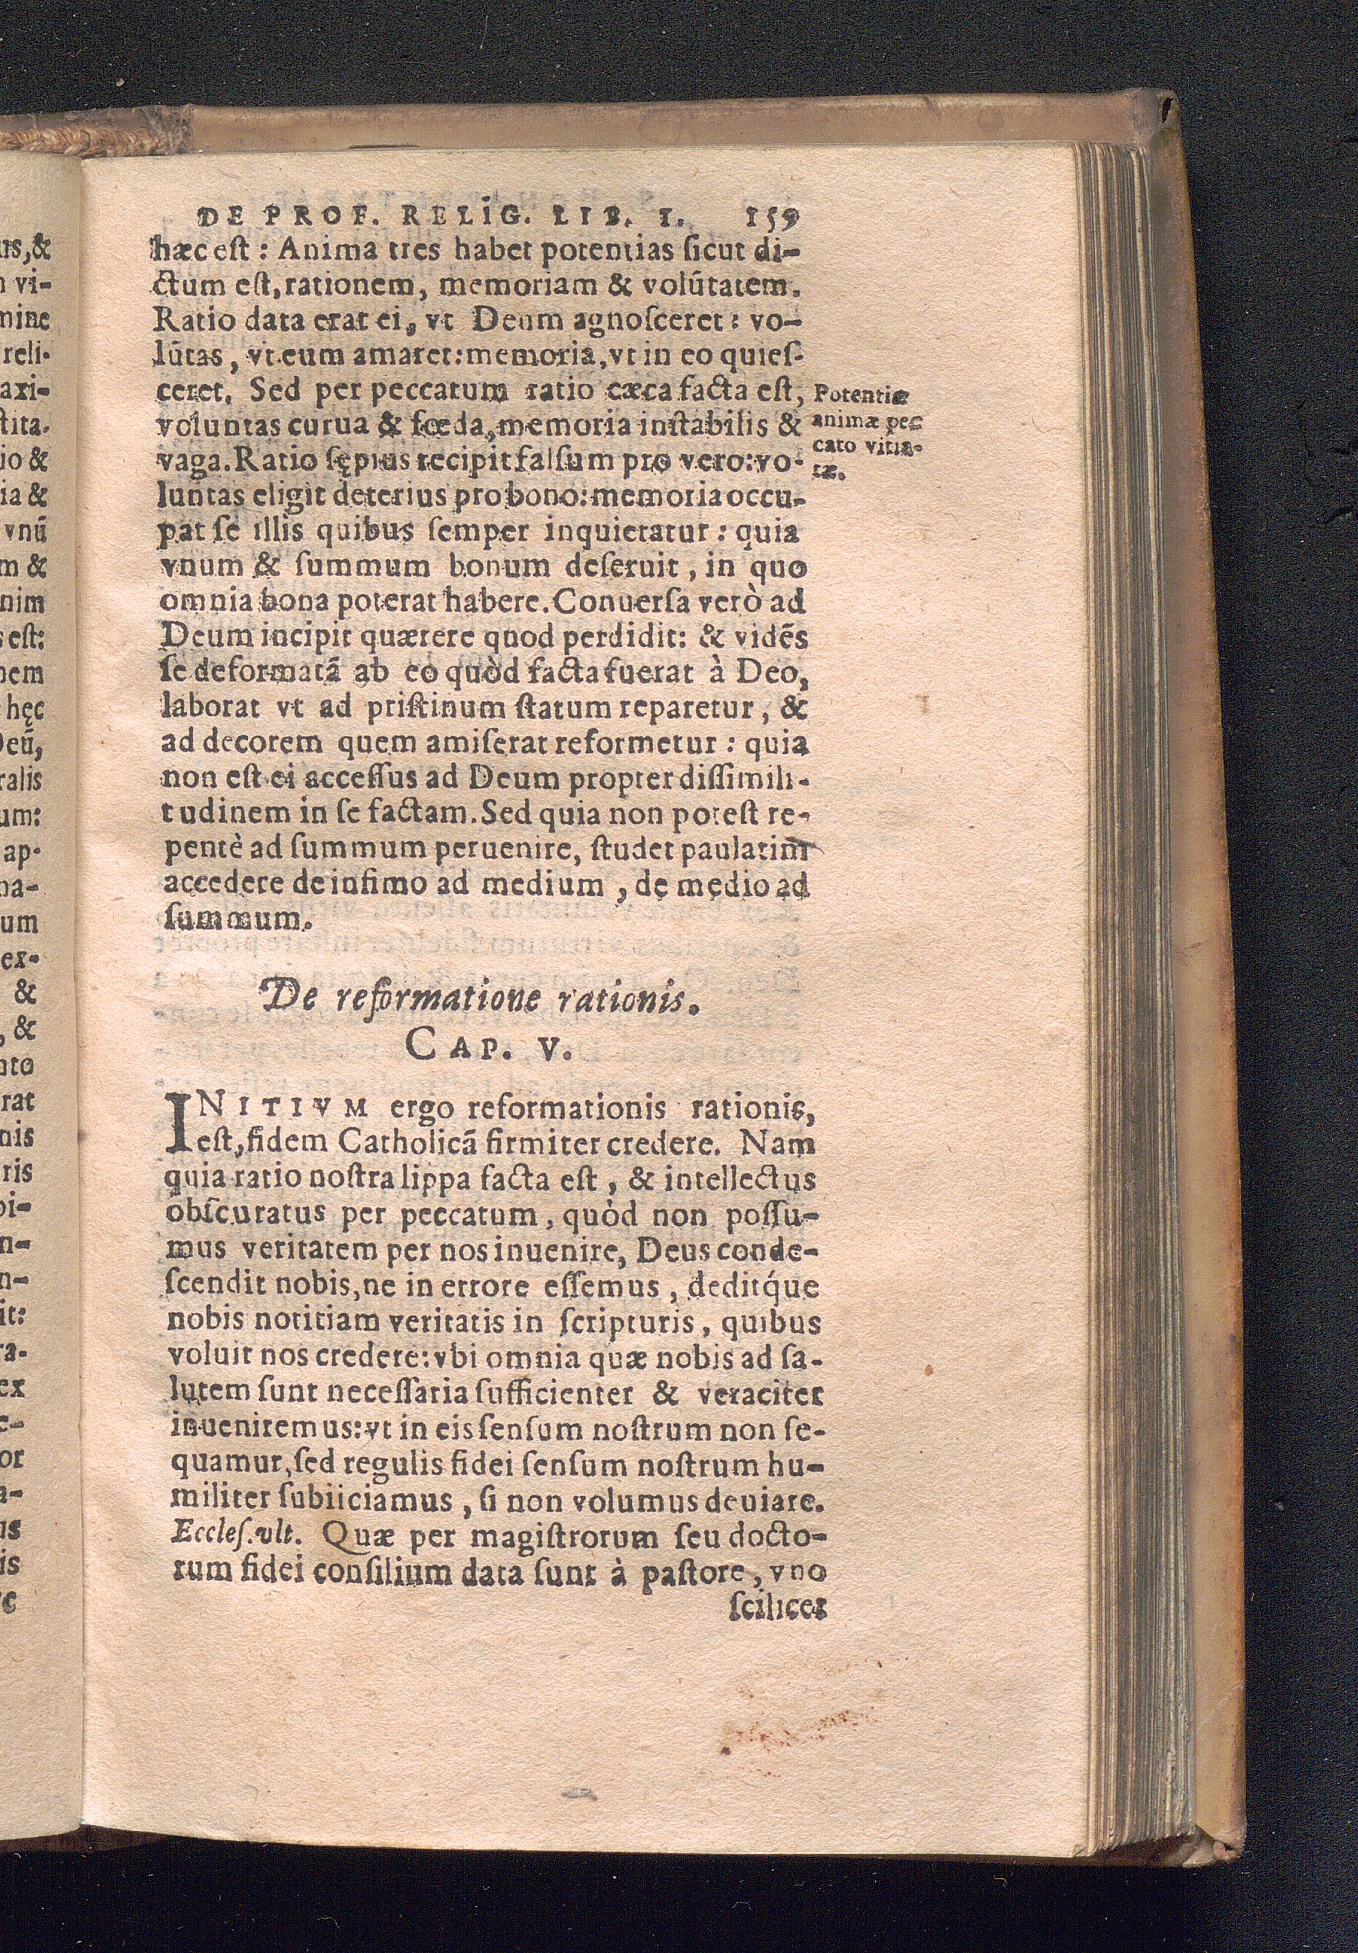 DE PROF. RELIG. LIB. I. 159
hæc eſt : Anima tres habet potentias ſicut di-
ctum eſt, rationem, memoriam & volūtatem.
Ratio data erat ei, vt Deum agnoſceret : vo-
lūtas, vt eum amaret: memoria, vt in eo quieſ-
ceret. Sed per peccatum ratio cæca facta eſt,
voluntas curua & fœda, memoria inſtabilis &
vaga. Ratio ſępius recipit falſum pro vero: vo-
luntas eligit deterius pro bono: memoria occu-
pat ſe illis quibus ſemper inquietatur : quia
vnum & ſummum bonum deſeruit, in quo
omnia bona poterat habere. Conuerſa verò ad
Deum incipit quærere quod perdidit: & vidẽs
ſe deformatã ab eo quòd facta fuerat à Deo,
laborat vt ad priſtinum ſtatum reparetur, &
ad decorem quem amiſerat reformetur : quia
non eſt ei acceſſus ad Deum propter diſſimili-
tudinem in ſe factam. Sed quia non poteſt re-
pentè ad ſummum peruenire, ſtudet paulatim
accedere de infimo ad medium, de medio ad
ſummum.
Potentiæ
animæ pec
cato vitia-
tæ.
De reformatione rationis.
CAP. V.
INITIVM ergo reformationis rationis,
eſt, fidem Catholicã firmiter credere. Nam
quia ratio noſtra lippa facta eſt, & intellectus
obſcuratus per peccatum, quòd non poſſu-
mus veritatem per nos inuenire, Deus conde-
ſcendit nobis, ne in errore eſſemus, deditq́ue
nobis notitiam veritatis in ſcripturis, quibus
voluit nos credere: vbi omnia quæ nobis ad ſa-
lutem ſunt neceſſaria ſufficienter & veraciter
inueniremus: vt in eis ſenſum noſtrum non ſe-
quamur, ſed regulis fidei ſenſum noſtrum hu-
militer ſubiiciamus, ſi non volumus deuiare.
Eccleſ. vlt. Quæ per magiſtrorum ſeu docto-
rum fidei conſilium data ſunt à paſtore, vno
ſcilicet